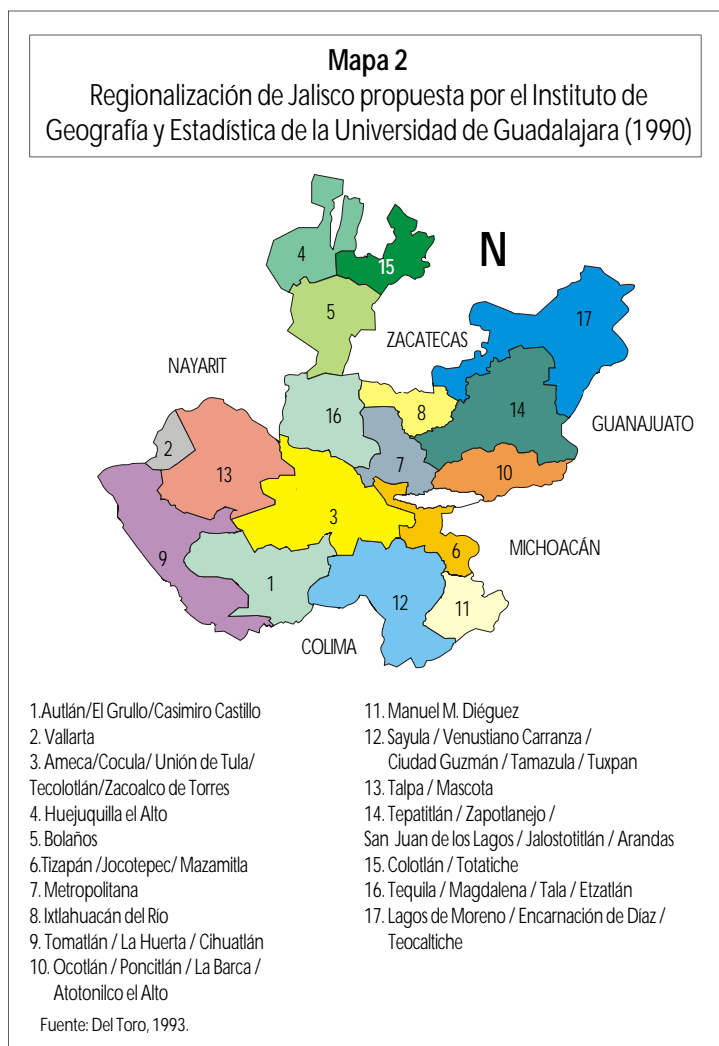 Mapa 2
Regionalización de Jalisco propuesta por el Instituto de
Geografía y Estadística de la Universidad de Guadalajara (1990)
N
4
15
5
17
ZACATECAS
NAYARIT
16
8
14
GUANAJUATO
2
13
7
10
3
9
6
MICHOACÁN
1
12
11
COLIMA
1.Autlán/El Grullo/Casimiro Castillo
2. Vallarta
3. Ameca/Cocula/ Unión de Tula/
Tecolotlán/Zacoalco de Torres
4. Huejuquilla el Alto
5. Bolaños
6.Tizapán /Jocotepec/ Mazamitla
7. Metropolitana
8. Ixtlahuacán del Río
9. Tomatlán / La Huerta / Cihuatlán
10. Ocotlán / Poncitlán / La Barca /
Atotonilco el Alto
11. Manuel M. Diéguez
12. Sayula / Venustiano Carranza /
Ciudad Guzmán / Tamazula / Tuxpan
13. Talpa / Mascota
14. Tepatitlán / Zapotlanejo /
San Juan de los Lagos / Jalostotitlán / Arandas
15. Colotlán / Totatiche
16. Tequila / Magdalena / Tala / Etzatlán
17. Lagos de Moreno / Encarnación de Díaz /
Teocaltiche
Fuente: Del Toro, 1993.